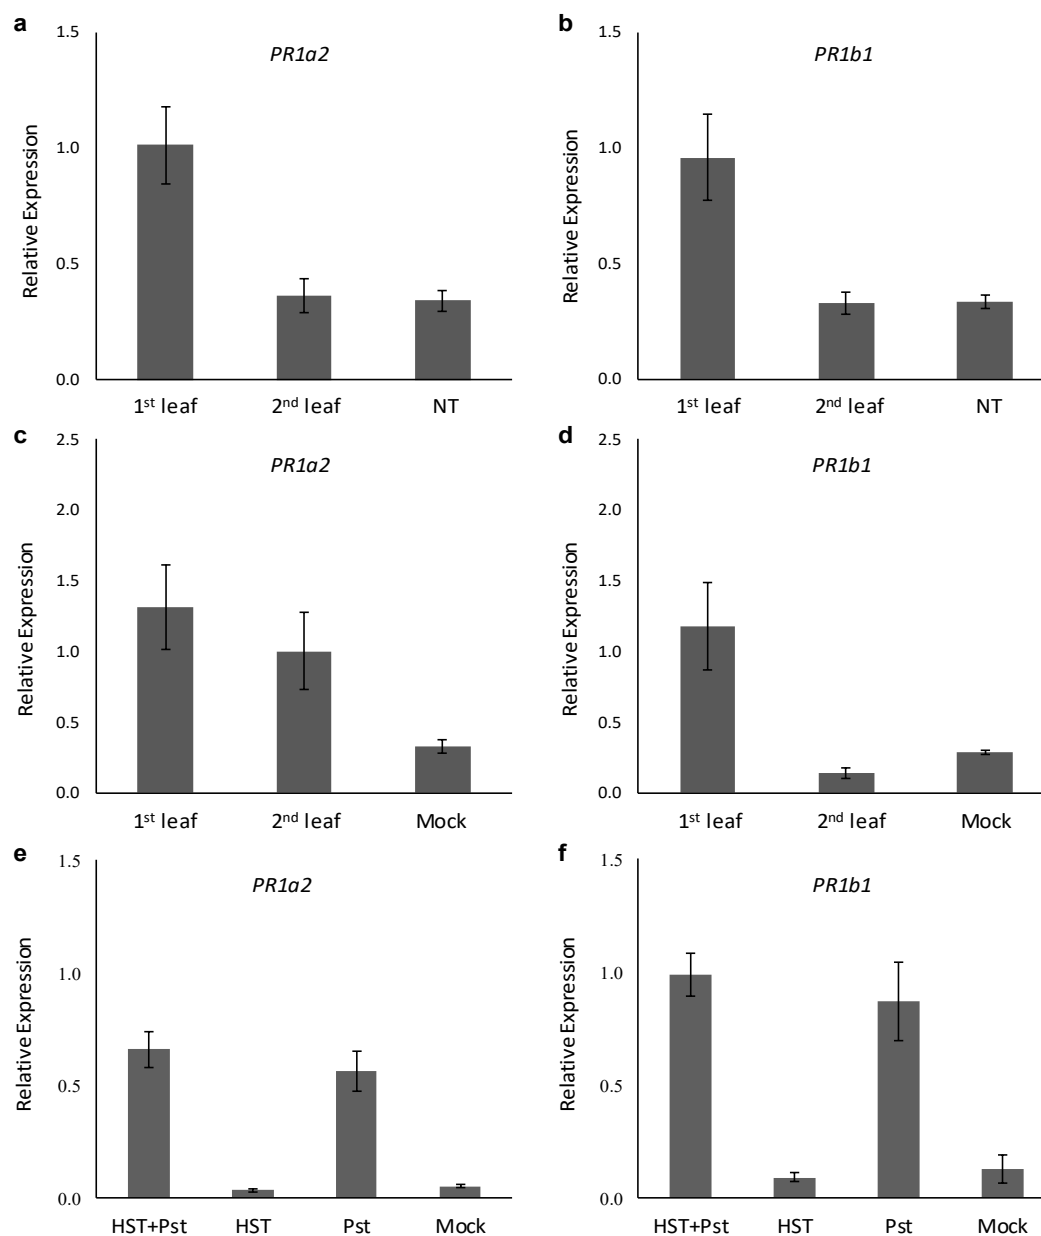 a
PR1a2
1.5
1.0
0.5
0.0
Relative Expression
1st leaf 2nd leaf NT
b
PR1b1
1.5
1.0
0.5
0.0
Relative Expression
1st leaf 2nd leaf NT
c
PR1a2
2.5
2.0
1.5
1.0
0.5
0.0
Relative Expression
1st leaf 2nd leaf Mock
d
PR1b1
2.5
2.0
1.5
1.0
0.5
0.0
Relative Expression
1st leaf 2nd leaf Mock
e
PR1a2
1.5
1.0
0.5
0.0
Relative Expression
HST+Pst HST Pst Mock
f
PR1b1
1.5
1.0
0.5
0.0
Relative Expression
HST+Pst HST Pst Mock